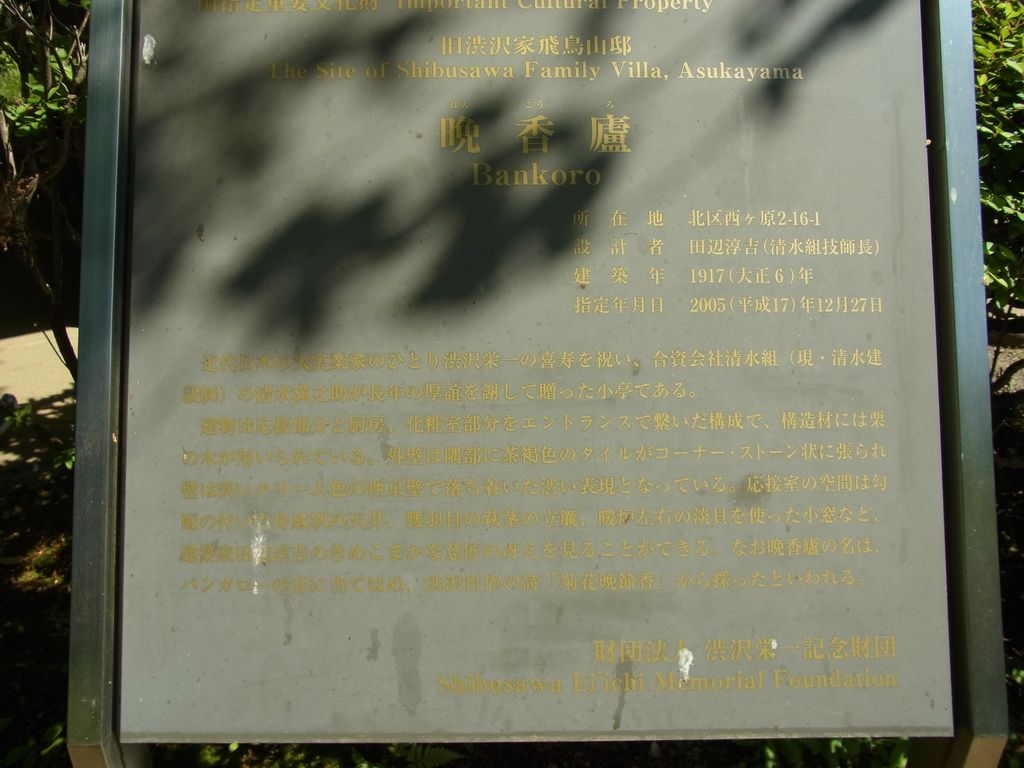 国指定重要文化財 Important Cultural Property
旧渋沢家飛鳥山邸
The Site of Shibusawa Family Villa, Asukayama
ばん こう ろ
晩香廬
Bankoro
所在地 北区西ヶ原2-16-1
設計者 田辺淳吉(清水組技師長)
建築年 1917(大正6)年
指定年月日 2005(平成17)年12月27日
近代日本の大実業家のひとり渋沢栄一の喜寿を祝い、合資会社清水組(現・清水建
設㈱)の清水満之助が長年の厚誼を謝して贈った小亭である。
建物は応接部分と厨房、化粧室部分をエントランスで繋いだ構成で、構造材には栗
の木が用いられている。外壁は隅部に茶褐色のタイルがコーナー・ストーン状に張られ
壁は淡いクリーム色の西京壁で落ち着いた渋い表現となっている。応接室の空間は勾
配の付いた舟底状の天井、腰羽目の萩茎の立簾、暖炉左右の淡貝を使った小窓など、
建築家田辺淳吉のきめこまかな意匠の冴えを見ることができる。なお晩香廬の名は、
バンガローの音に当てはめ、渋沢自作の詩「菊花晩節香」から採ったといわれる。
財団法人 渋沢栄一記念財団
Shibusawa Ei'ichi Memorial Foundation